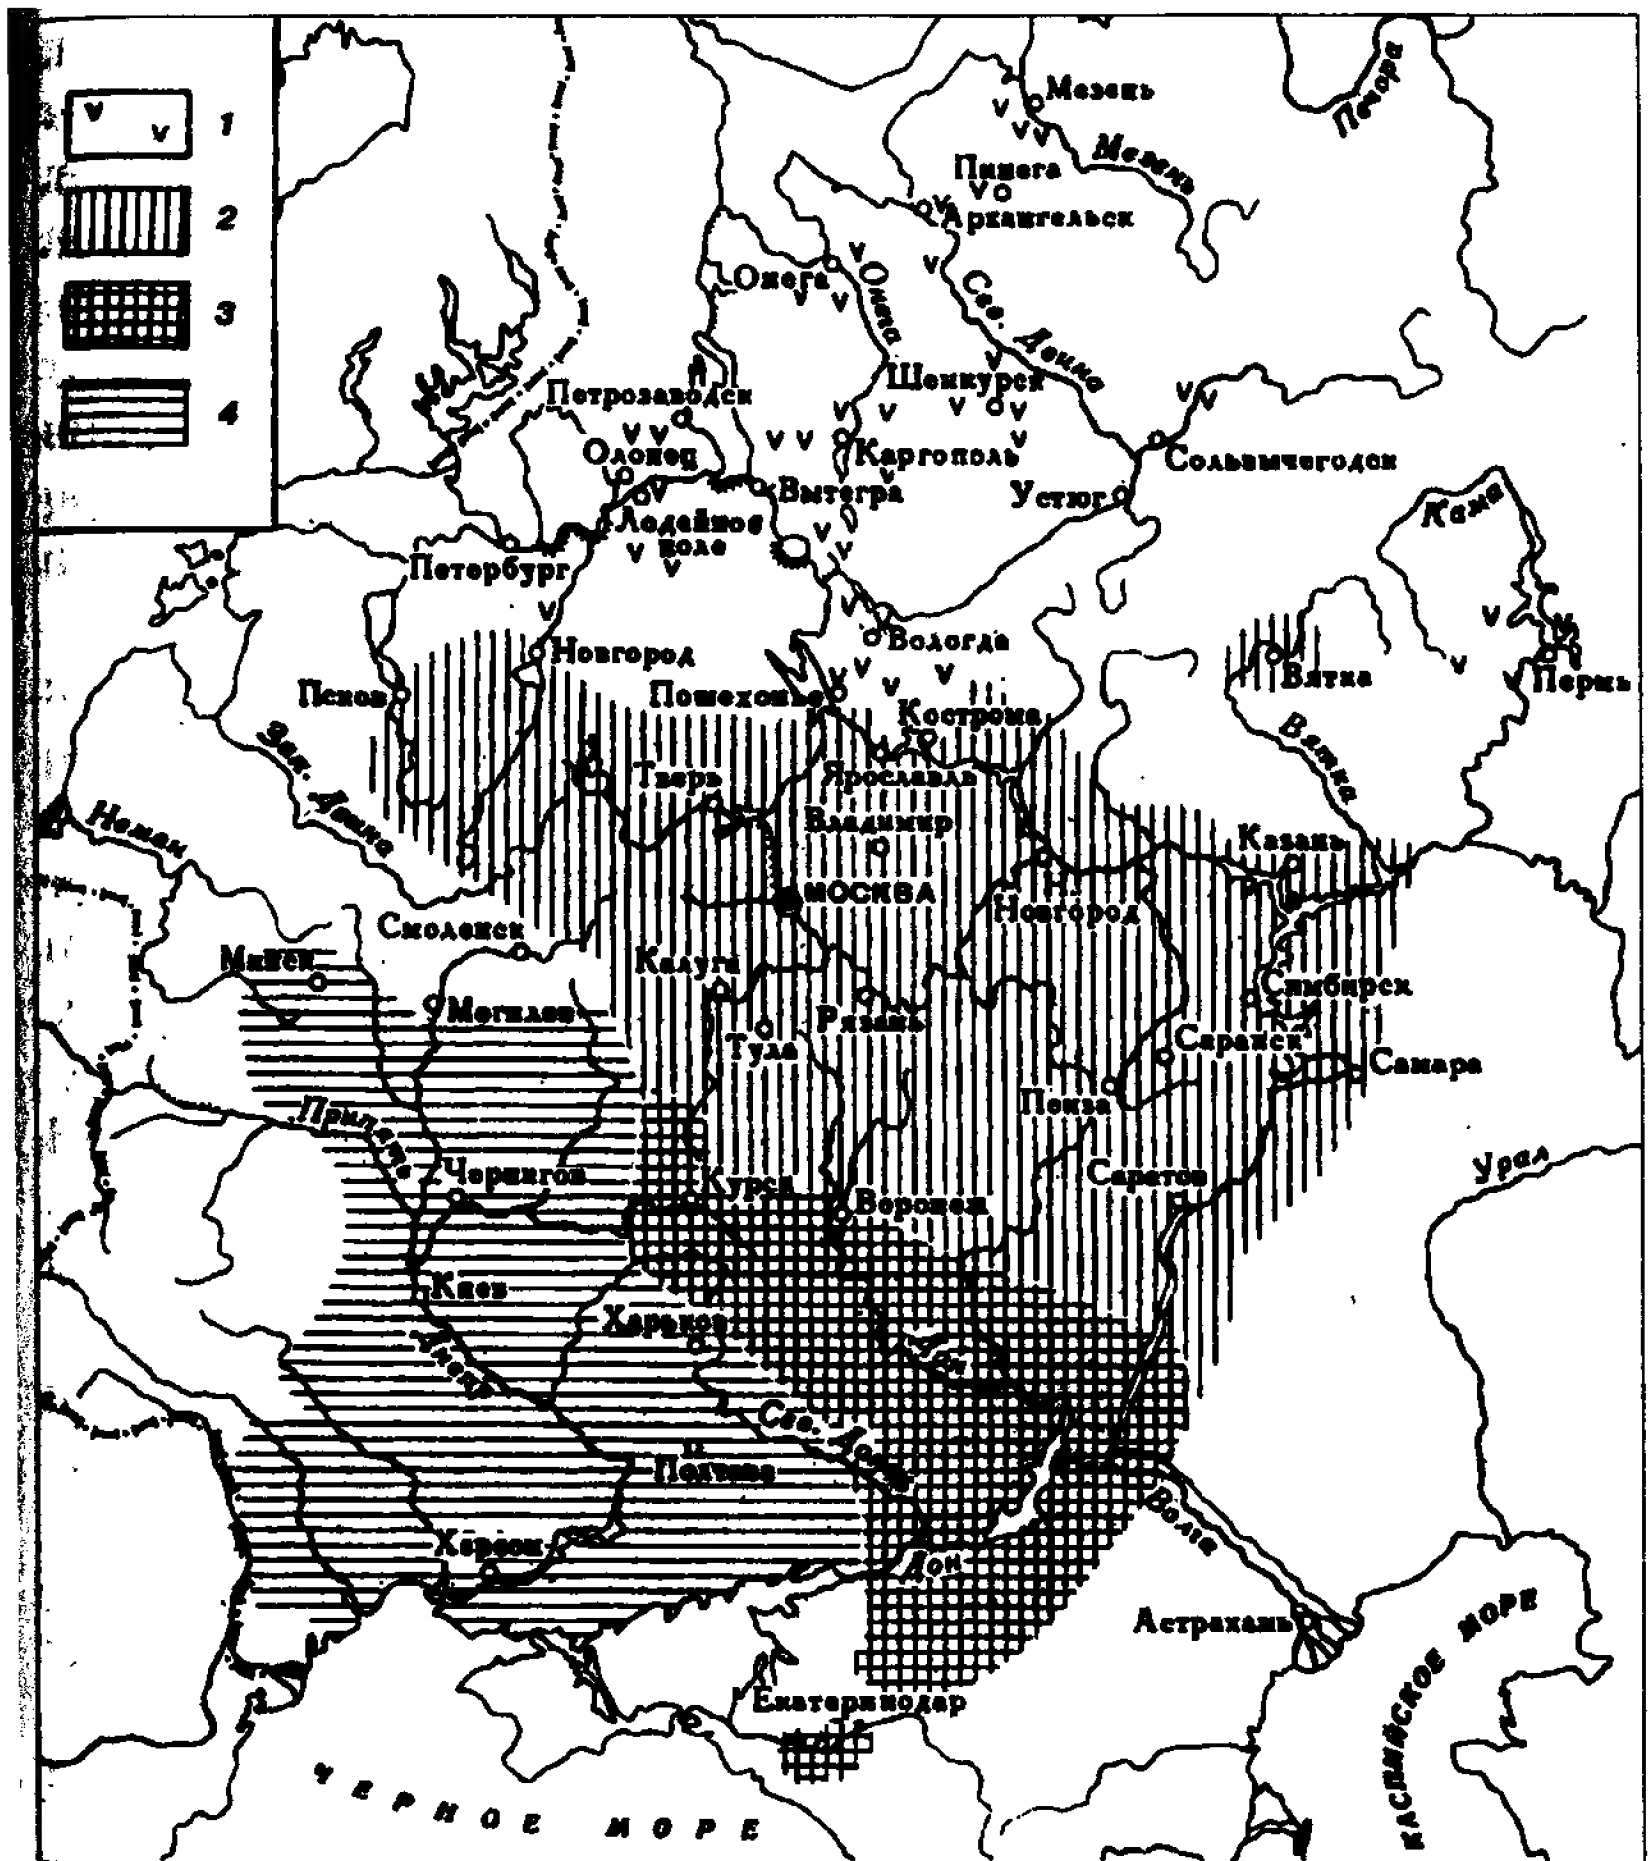 1
2
3
4
Мезень
Печора
Мезень
Пинега
Архангельск
Онега
Онега
Сев. Двина
Шенкурск
Петрозаводск
Олонец
Каргополь
Сольвычегодск
Вытегра
Устюг
Кама
Лодейное
поле
Петербург
Вологда
Новгород
Псков
Пошехонье
Вятка
Пермь
Кострома
Зап. Двина
Вятка
Тверь
Ярославль
Неман
Владимир
Казань
МОСКВА
Новгород
Смоленск
Минск
Калуга
Симбирск
Могилев
Рязань
Тула
Саранск
Самара
Пенза
Припять
Чернигов
Курск
Саратов
Урал
Воронеж
Киев
Харьков
Днепр
Дон
Сев. Донец
Полтава
Волга
Херсон
Дон
Астрахань
Екатеринодар
КАСПИЙСКОЕ МОРЕ
ЧЕРНОЕ МОРЕ